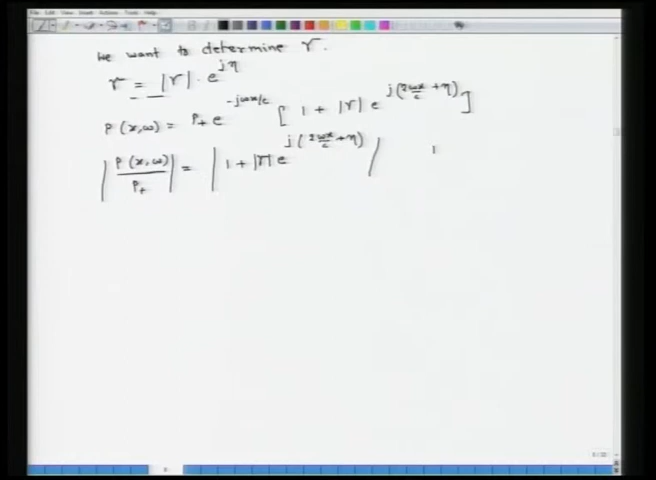 We want to determine r.
r = |r| · e^{jη}
P(x,ω) = P₊ e^{-jωx/c} [ 1 + |r| e^{j(2ωx/c + η)} ]
| P(x,ω) / P₊ | = | 1 + |r| e^{j(2ωx/c + η)} |